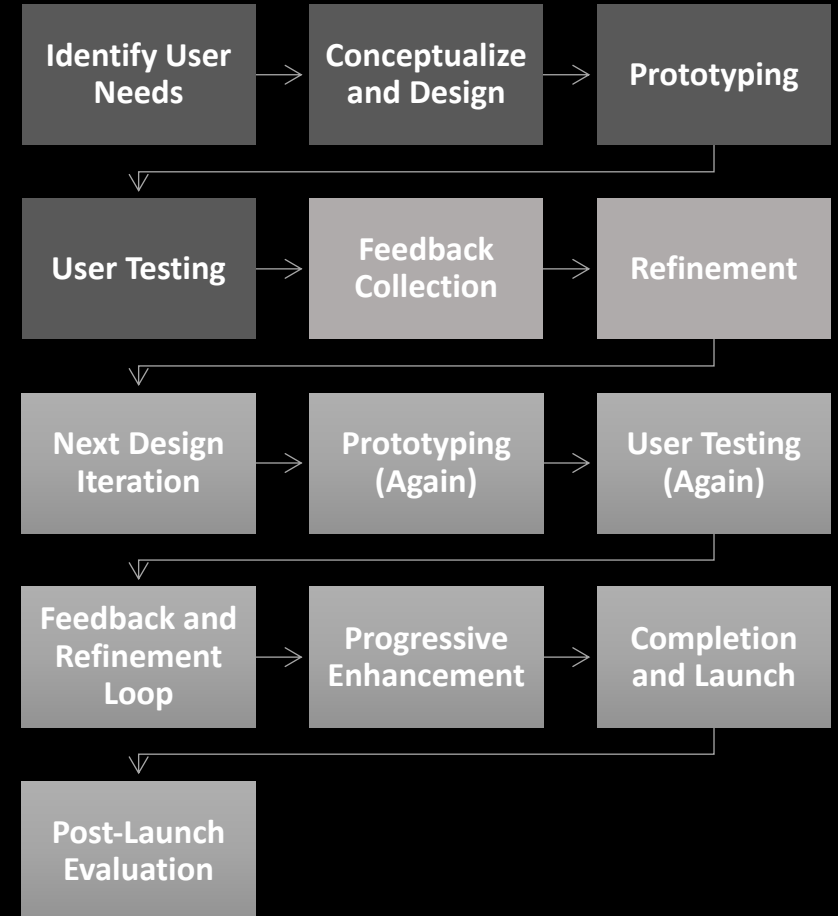 Identify User
Needs
Conceptualize
and Design
Prototyping
User Testing
Feedback
Collection
Refinement
Next Design
Iteration
Prototyping
(Again)
User Testing
(Again)
Feedback and
Refinement
Loop
Progressive
Enhancement
Completion
and Launch
Post-Launch
Evaluation